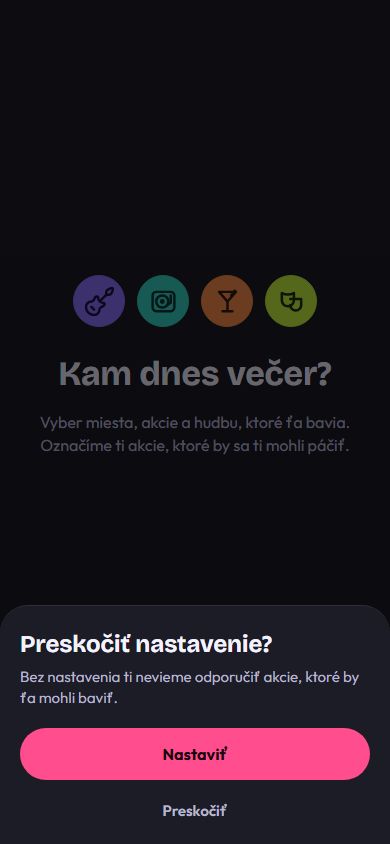 Kam dnes večer?
Vyber miesta, akcie a hudbu, ktoré ťa bavia.
Označíme ti akcie, ktoré by sa ti mohli páčiť.
Preskočiť nastavenie?
Bez nastavenia ti nevieme odporučiť akcie, ktoré by
ťa mohli baviť.
Nastaviť
Preskočiť